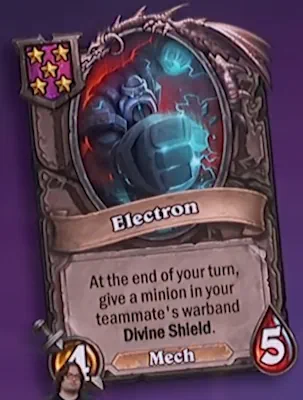 Electron
At the end of your turn,
give a minion in your
teammate's warband
Divine Shield.
4
Mech
5